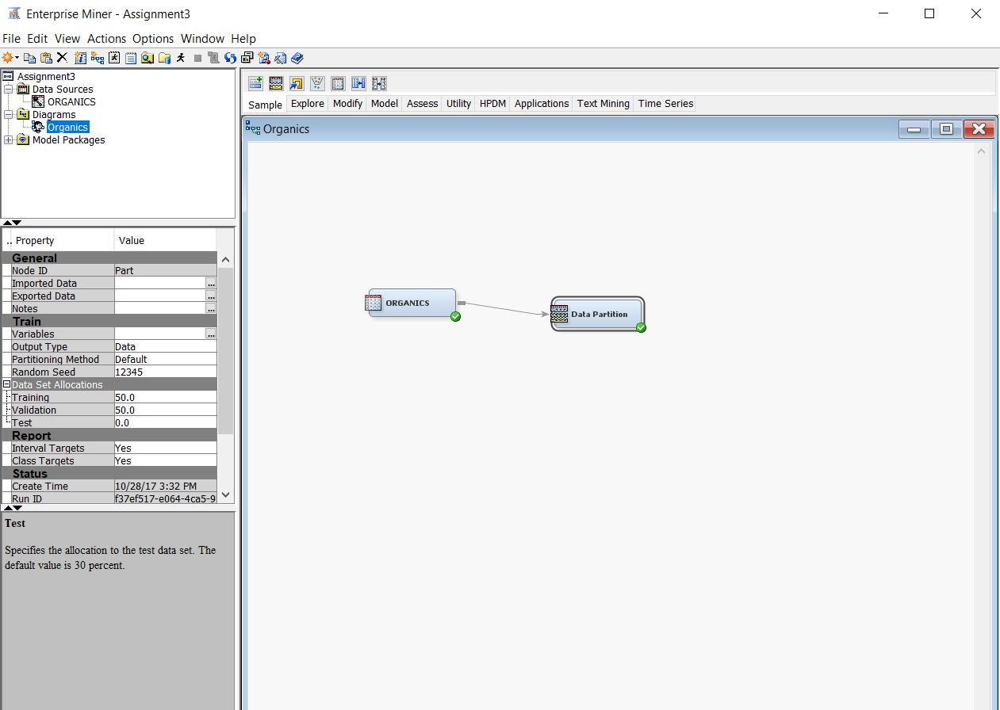 Enterprise Miner - Assignment3
File Edit View Actions Options Window Help
Assignment3
Data Sources
ORGANICS
Diagrams
Organics
Model Packages
Sample Explore Modify Model Assess Utility HPDM Applications Text Mining Time Series
Organics
ORGANICS
Data Partition
.. Property Value
General
Node ID Part
Imported Data ...
Exported Data ...
Notes ...
Train
Variables ...
Output Type Data
Partitioning Method Default
Random Seed 12345
Data Set Allocations
Training 50.0
Validation 50.0
Test 0.0
Report
Interval Targets Yes
Class Targets Yes
Status
Create Time 10/28/17 3:32 PM
Run ID f37ef517-e064-4ca5-9
Test
Specifies the allocation to the test data set. The
default value is 30 percent.